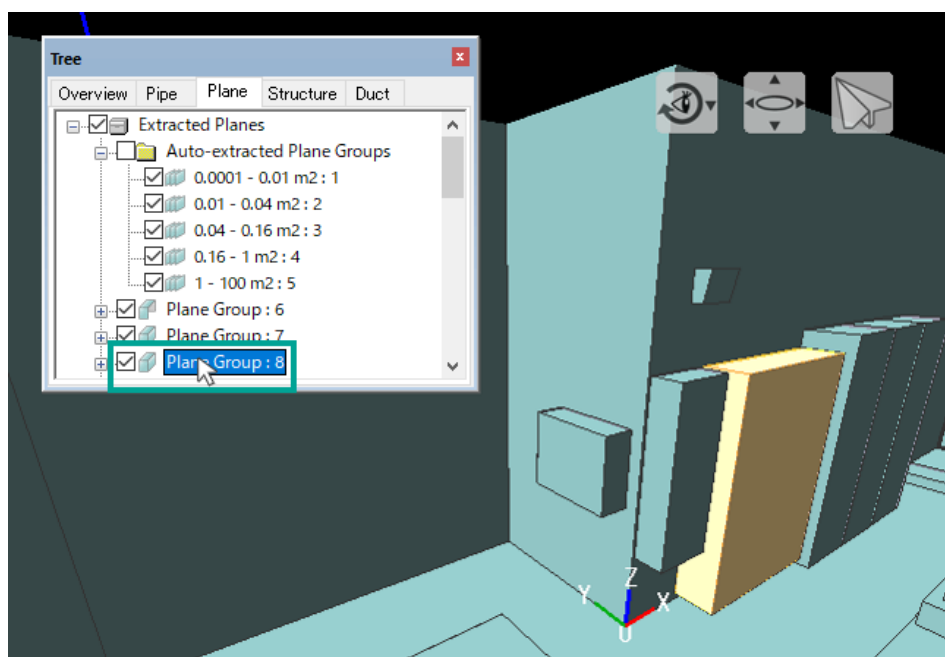 Tree
x
Overview Pipe Plane Structure Duct
Extracted Planes
Auto-extracted Plane Groups
0.0001 - 0.01 m2 : 1
0.01 - 0.04 m2 : 2
0.04 - 0.16 m2 : 3
0.16 - 1 m2 : 4
1 - 100 m2 : 5
Plane Group : 6
Plane Group : 7
Plane Group : 8
Z
Y
X
U